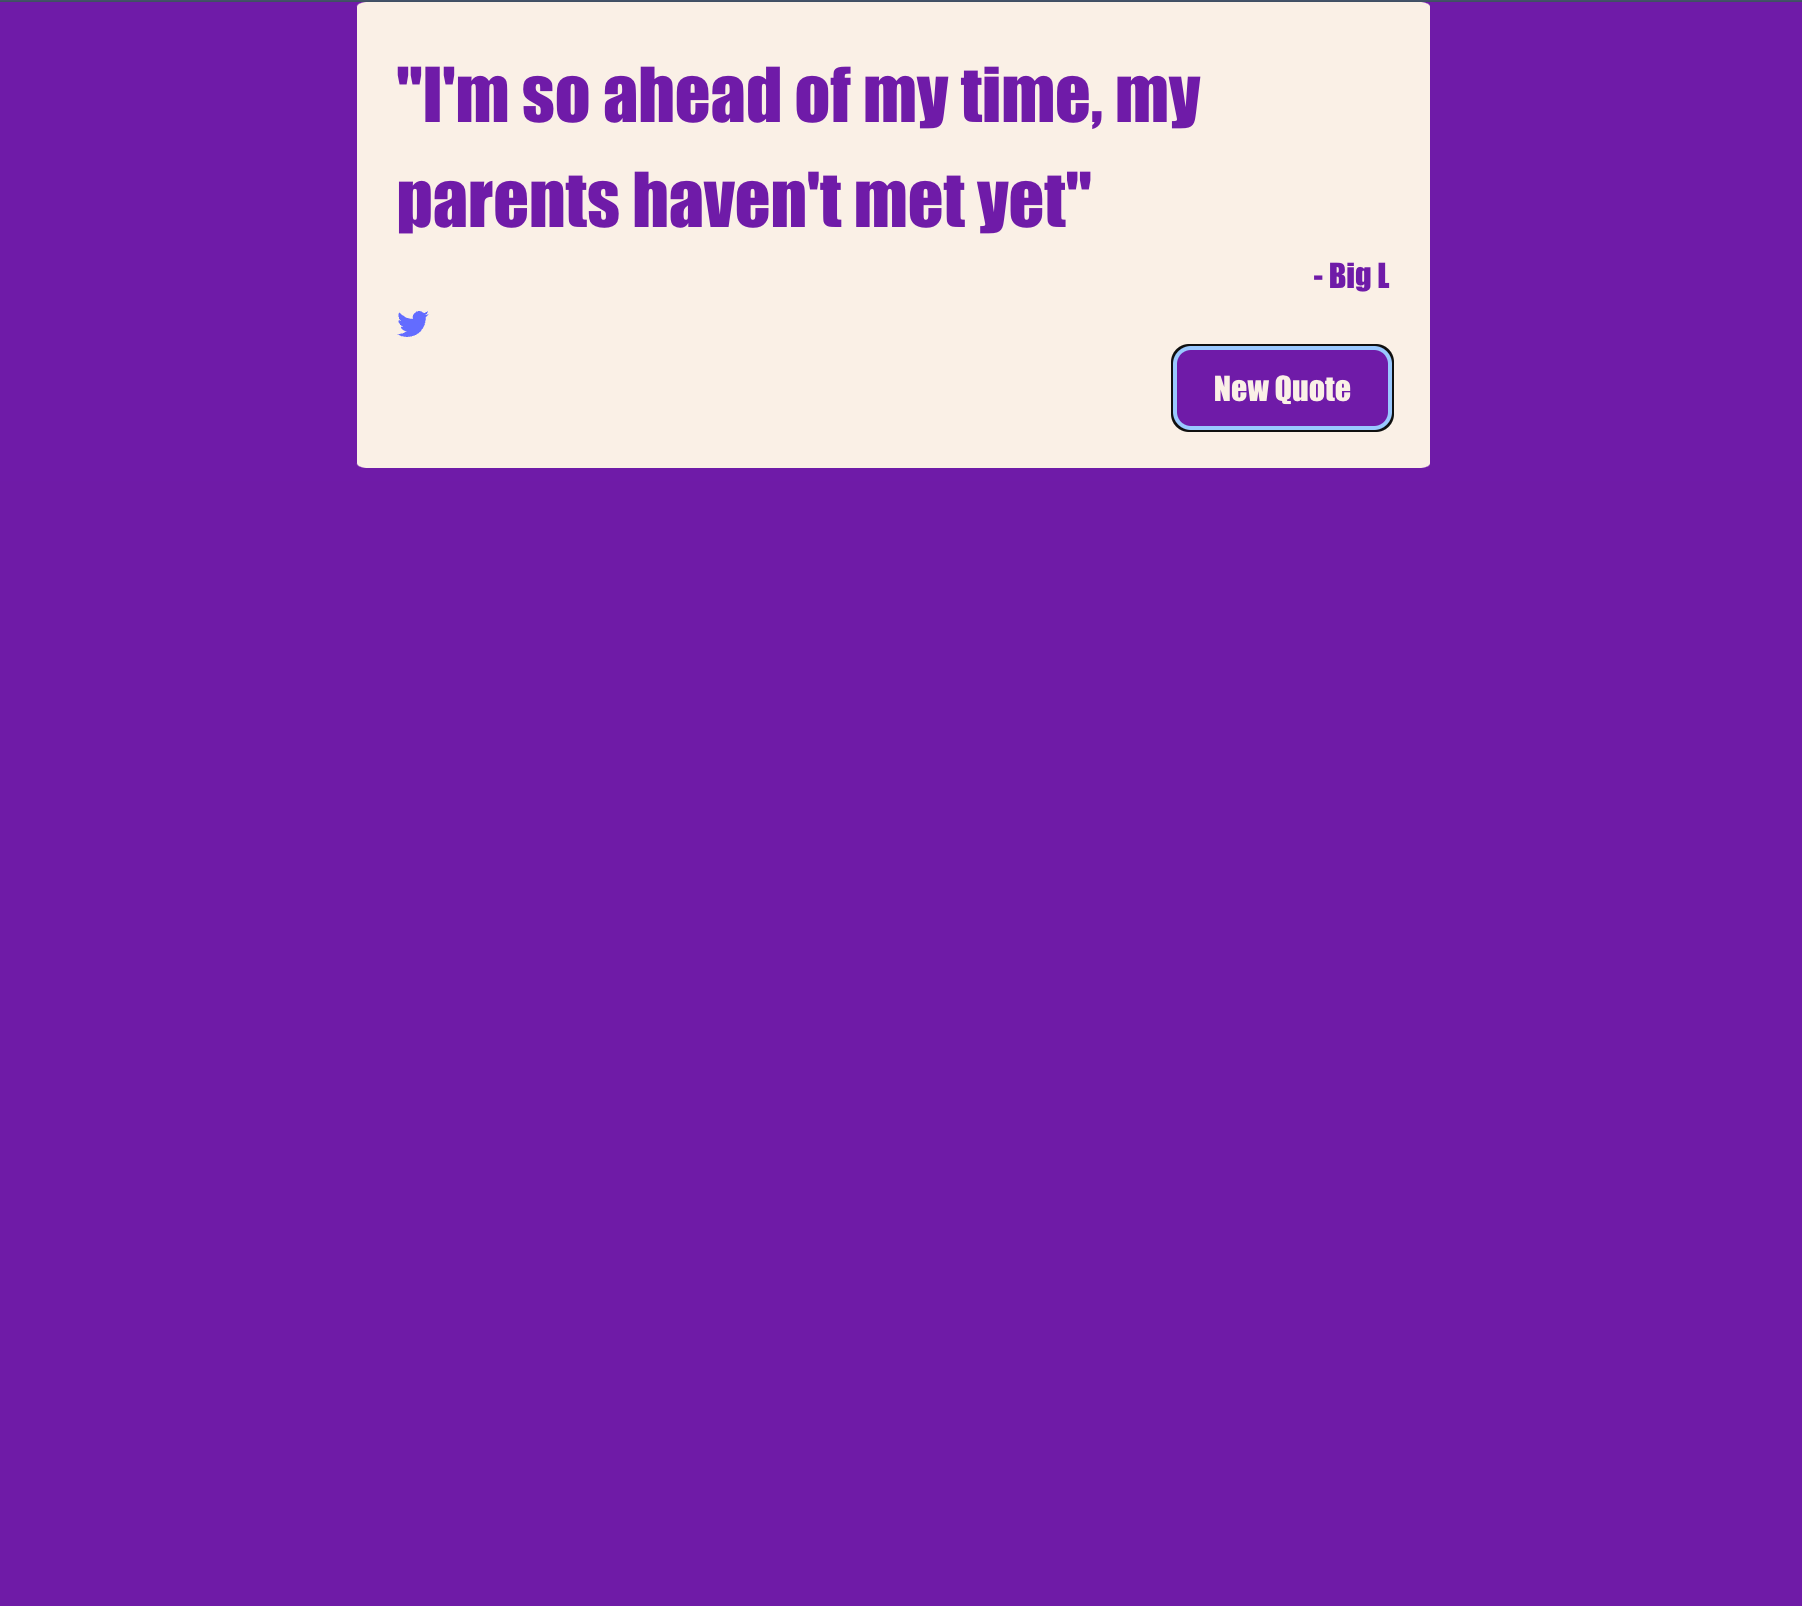 "I'm so ahead of my time, my
parents haven't met yet"
- Big L
New Quote